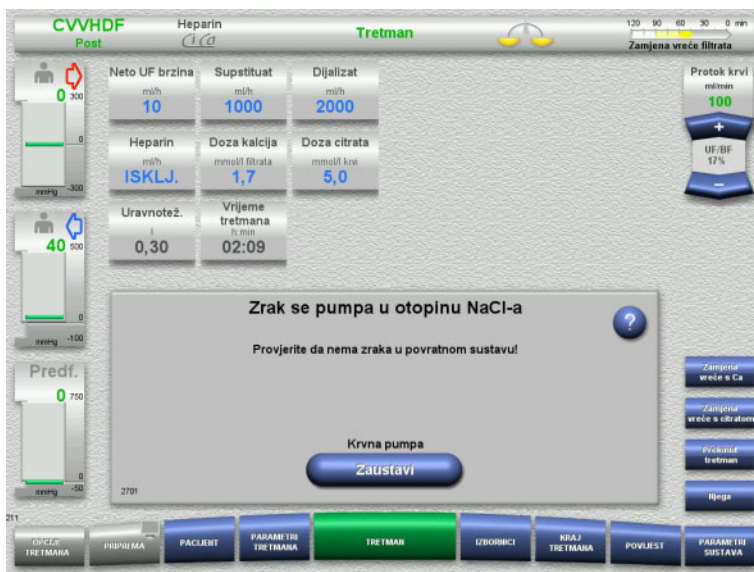 CVVHDF
Post
Heparin
Ci Ca
Tretman
120 90 60 30 0 min
Zamjena vreće filtrata
0
300
0
-300
mmHg
Neto UF brzina
ml/h
10
Supstituat
ml/h
1000
Dijalizat
ml/h
2000
Protok krvi
ml/min
100
+
UF/BF
17%
−
Heparin
ml/h
ISKLJ.
Doza kalcija
mmol/l filtrata
1,7
Doza citrata
mmol/l krvi
5,0
Uravnotež.
l
0,30
Vrijeme
tretmana
h:min
02:09
40
500
0
-100
mmHg
Predf.
0
750
0
-50
mmHg
Zrak se pumpa u otopinu NaCl-a
?
Provjerite da nema zraka u povratnom sustavu!
Krvna pumpa
Zaustavi
2701
Zamjena
vreće s Ca
Zamjena
vreće s citratom
Prekinuti
tretman
Njega
211
OPCIJE
TRETMANA
PRIPREMA
PACIJENT
PARAMETRI
TRETMANA
TRETMAN
IZBORNICI
KRAJ
TRETMANA
POVIJEST
PARAMETRI
SUSTAVA